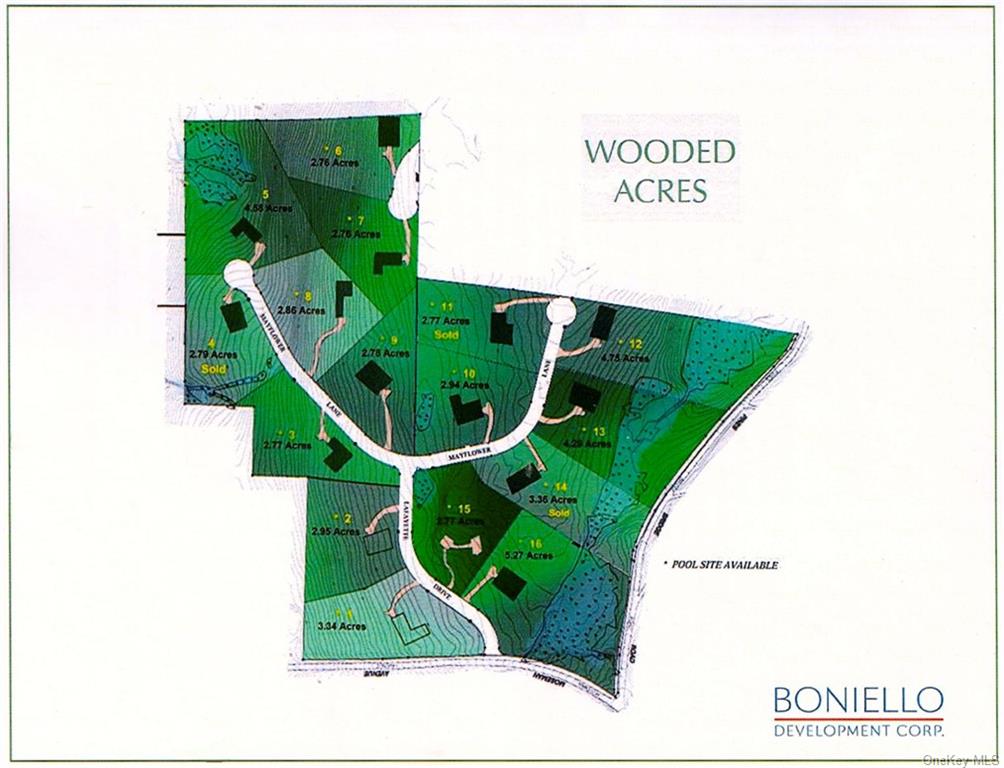 WOODED
ACRES
6
2.76 Acres
5
4.58 Acres
7
2.76 Acres
8
2.86 Acres
11
2.77 Acres
Sold
4
2.79 Acres
Sold
MAYFLOWER
LANE
9
2.78 Acres
12
4.75 Acres
LANE
10
2.94 Acres
13
4.29 Acres
3
2.77 Acres
MAYFLOWER
14
3.36 Acres
Sold
PINES
BRIDGE
ROAD
2
2.95 Acres
LAFAYETTE
DRIVE
15
2.77 Acres
16
5.27 Acres
* POOL SITE AVAILABLE
1
3.34 Acres
AVENUE
MOSEMAN
BONIELLO
DEVELOPMENT CORP.
OneKey MLS